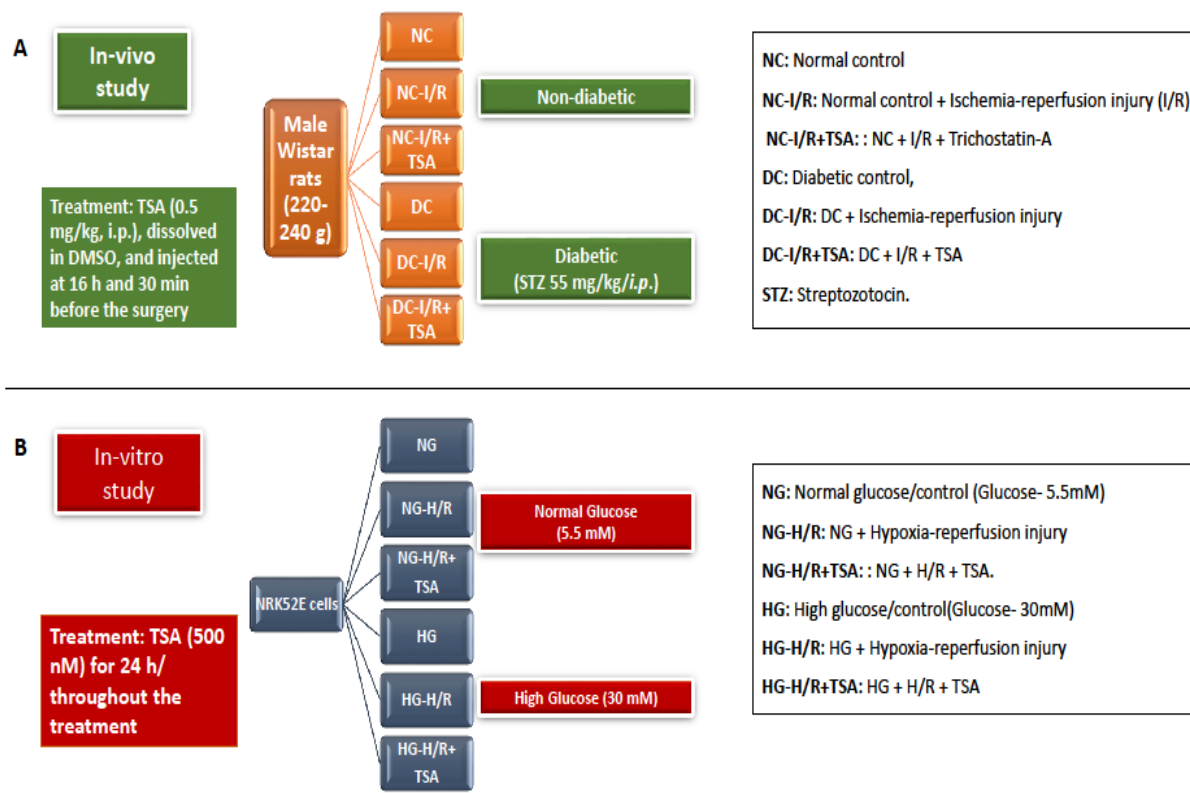 A
In-vivo
study
Treatment: TSA (0.5
mg/kg, i.p.), dissolved
in DMSO, and injected
at 16 h and 30 min
before the surgery
Male
Wistar
rats
(220-
240 g)
NC
NC-I/R
NC-I/R+
TSA
DC
DC-I/R
DC-I/R+
TSA
Non-diabetic
Diabetic
(STZ 55 mg/kg/i.p.)
NC: Normal control
NC-I/R: Normal control + Ischemia-reperfusion injury (I/R)
NC-I/R+TSA: : NC + I/R + Trichostatin-A
DC: Diabetic control,
DC-I/R: DC + Ischemia-reperfusion injury
DC-I/R+TSA: DC + I/R + TSA
STZ: Streptozotocin.
B
In-vitro
study
Treatment: TSA (500
nM) for 24 h/
throughout the
treatment
NRK52E cells
NG
NG-H/R
NG-H/R+
TSA
HG
HG-H/R
HG-H/R+
TSA
Normal Glucose
(5.5 mM)
High Glucose (30 mM)
NG: Normal glucose/control (Glucose- 5.5mM)
NG-H/R: NG + Hypoxia-reperfusion injury
NG-H/R+TSA: : NG + H/R + TSA.
HG: High glucose/control(Glucose- 30mM)
HG-H/R: HG + Hypoxia-reperfusion injury
HG-H/R+TSA: HG + H/R + TSA